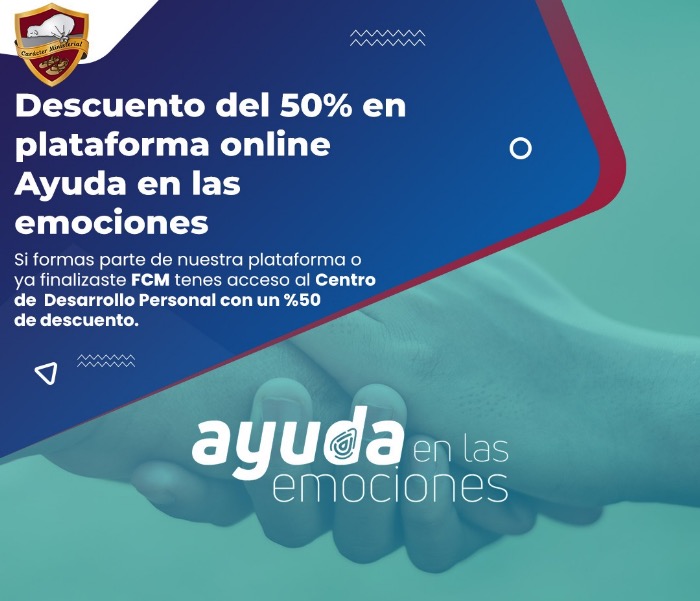 Carácter Ministerial
Descuento del 50% en
plataforma online
Ayuda en las
emociones
Si formas parte de nuestra plataforma o
ya finalizaste FCM tenes acceso al Centro
de Desarrollo Personal con un %50
de descuento.
ayuda en las
emociones